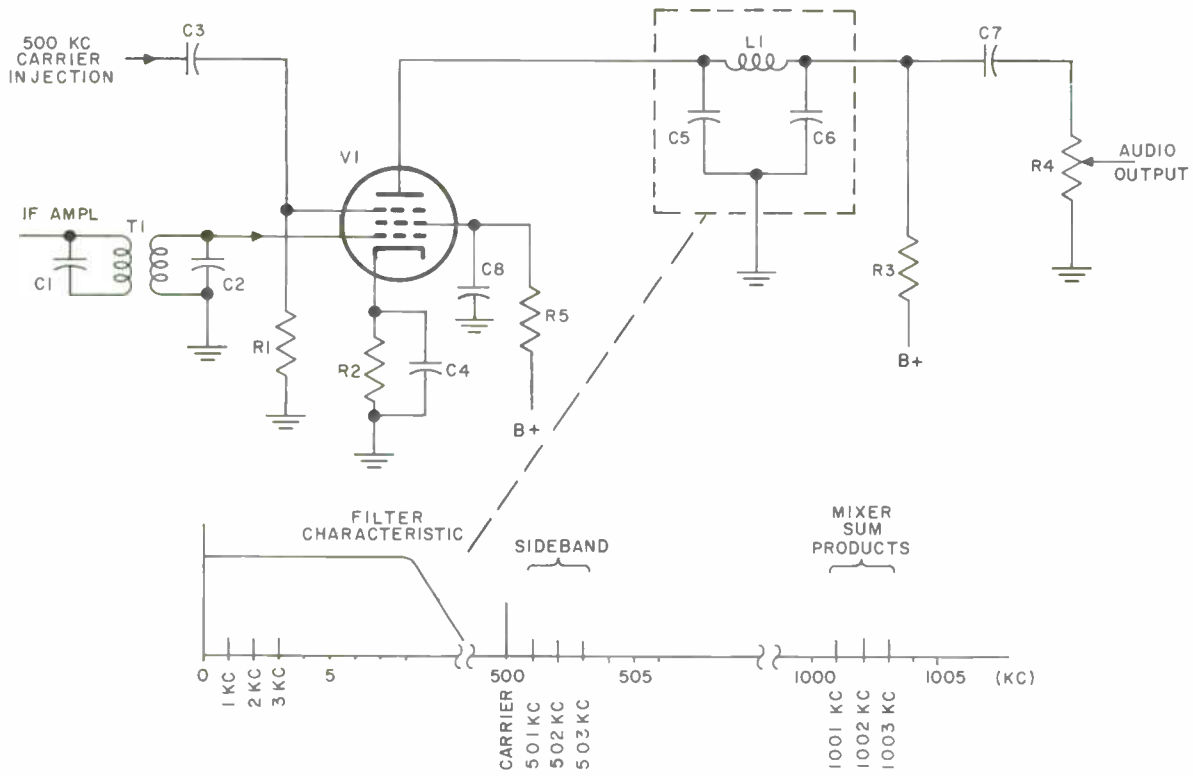 500 KC
CARRIER
INJECTION
C3
L1
C7
C5
C6
V1
R4
AUDIO
OUTPUT
IF AMPL
T1
C1
C2
C8
R3
R5
R1
R2
C4
B+
B+
FILTER
CHARACTERISTIC
SIDEBAND
MIXER
SUM
PRODUCTS
0
1 KC
2 KC
3 KC
5
500
CARRIER
501 KC
502 KC
503 KC
505
1000
1001 KC
1002 KC
1003 KC
1005
(KC)